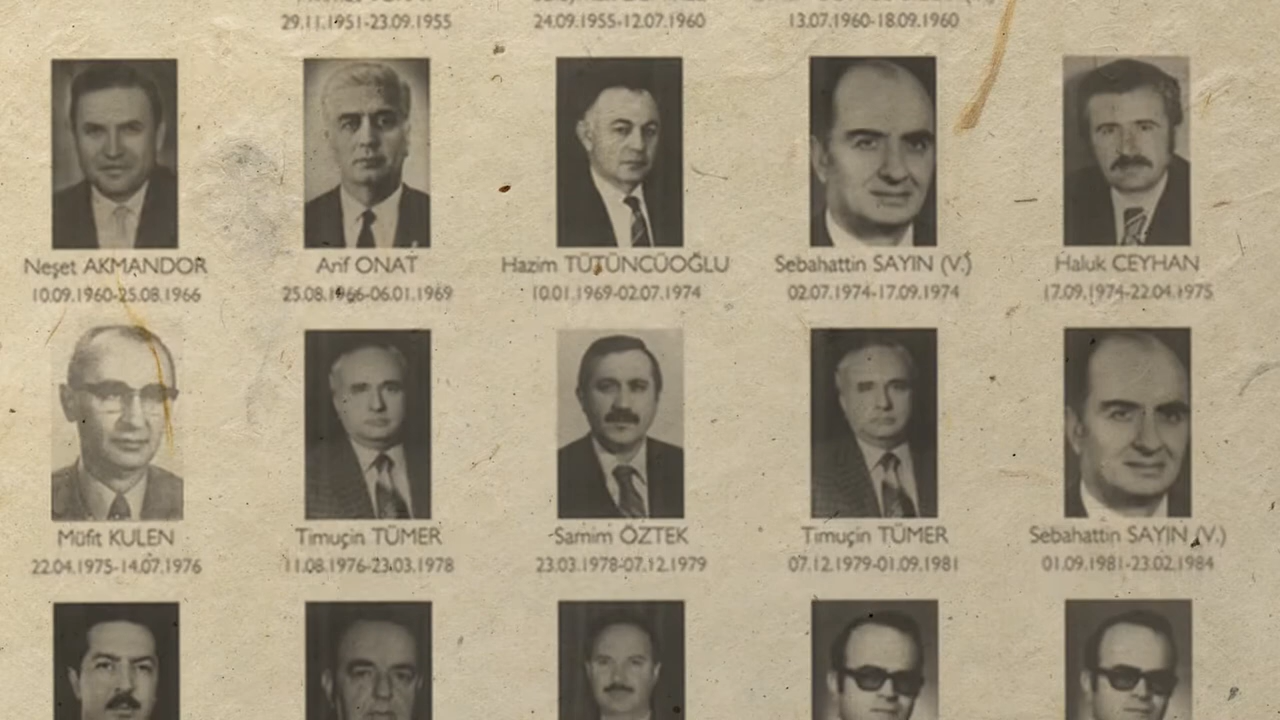 29.11.1951-23.09.1955
24.09.1955-12.07.1960
13.07.1960-18.09.1960
Neşet AKMANDOR
Arif ONAT
Hazim TÜTÜNCÜOĞLU
Sebahattin SAYIN (V.)
Haluk CEYHAN
10.09.1960-25.08.1966
25.08.1966-06.01.1969
10.01.1969-02.07.1974
02.07.1974-17.09.1974
17.09.1974-22.04.1975
Müfit KULEN
Timuçin TÜMER
Samim ÖZTEK
Timuçin TÜMER
Sebahattin SAYIN (V.)
22.04.1975-14.07.1976
11.08.1976-23.03.1978
23.03.1978-07.12.1979
07.12.1979-01.09.1981
01.09.1981-23.02.1984